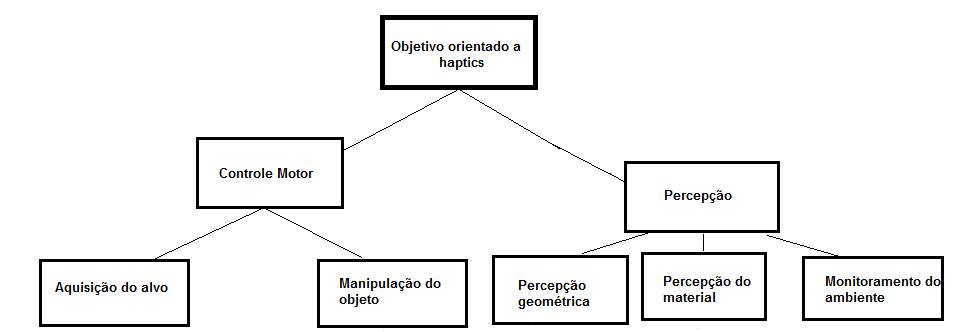 Objetivo orientado a
haptics
Controle Motor
Percepção
Aquisição do alvo
Manipulação do
objeto
Percepção
geométrica
Percepção do
material
Monitoramento do
ambiente